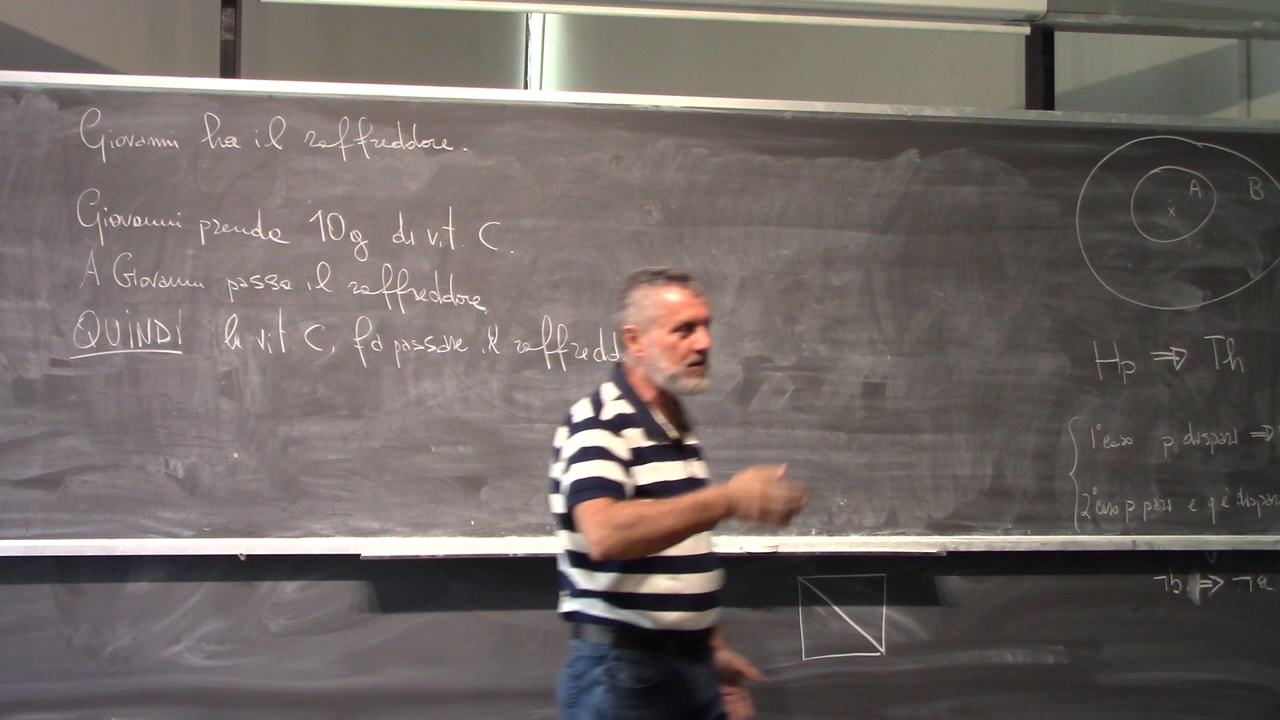 Giovanni ha il raffreddore.
Giovanni prende 10g di vit. C.
A Giovanni passa il raffreddore.
QUINDI la vit C, fa passare il raffredd
A B
x
Hp ⇒ Th
1° caso p dispari ⇒
2° caso p pari e q è dispari
¬b ⇒ ¬a